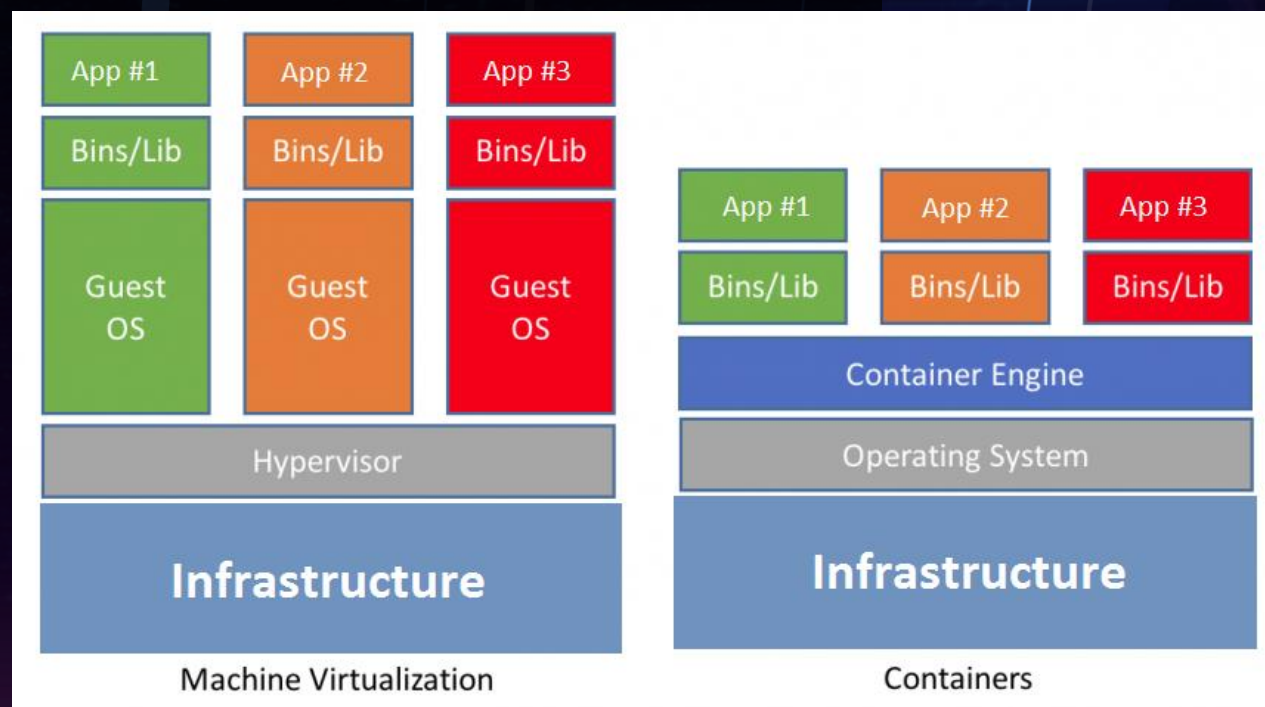 App #1
App #2
App #3
Bins/Lib
Bins/Lib
Bins/Lib
Guest
OS
Guest
OS
Guest
OS
Hypervisor
Infrastructure
Machine Virtualization
App #1
App #2
App #3
Bins/Lib
Bins/Lib
Bins/Lib
Container Engine
Operating System
Infrastructure
Containers